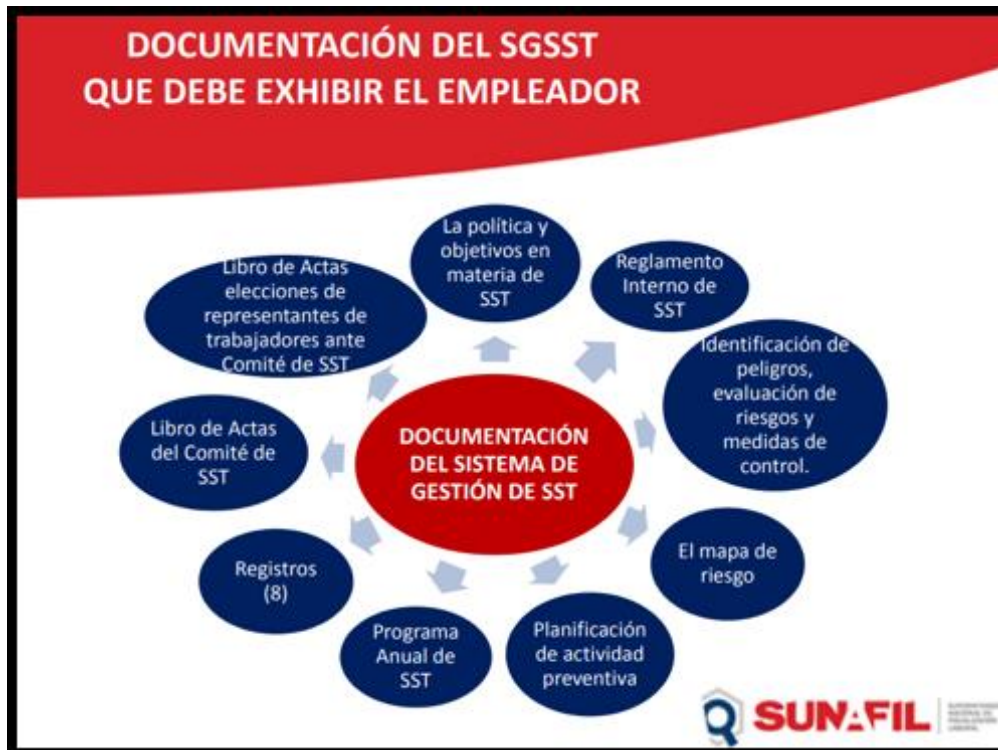 DOCUMENTACIÓN DEL SGSST
QUE DEBE EXHIBIR EL EMPLEADOR
La política y
objetivos en
materia de
SST
Reglamento
Interno de
SST
Identificación de
peligros,
evaluación de
riesgos y
medidas de
control.
El mapa de
riesgo
Planificación
de actividad
preventiva
Programa
Anual de
SST
Registros
(8)
Libro de Actas
del Comité de
SST
Libro de Actas
elecciones de
representantes de
trabajadores ante
Comité de SST
DOCUMENTACIÓN
DEL SISTEMA DE
GESTIÓN DE SST
SUNAFIL